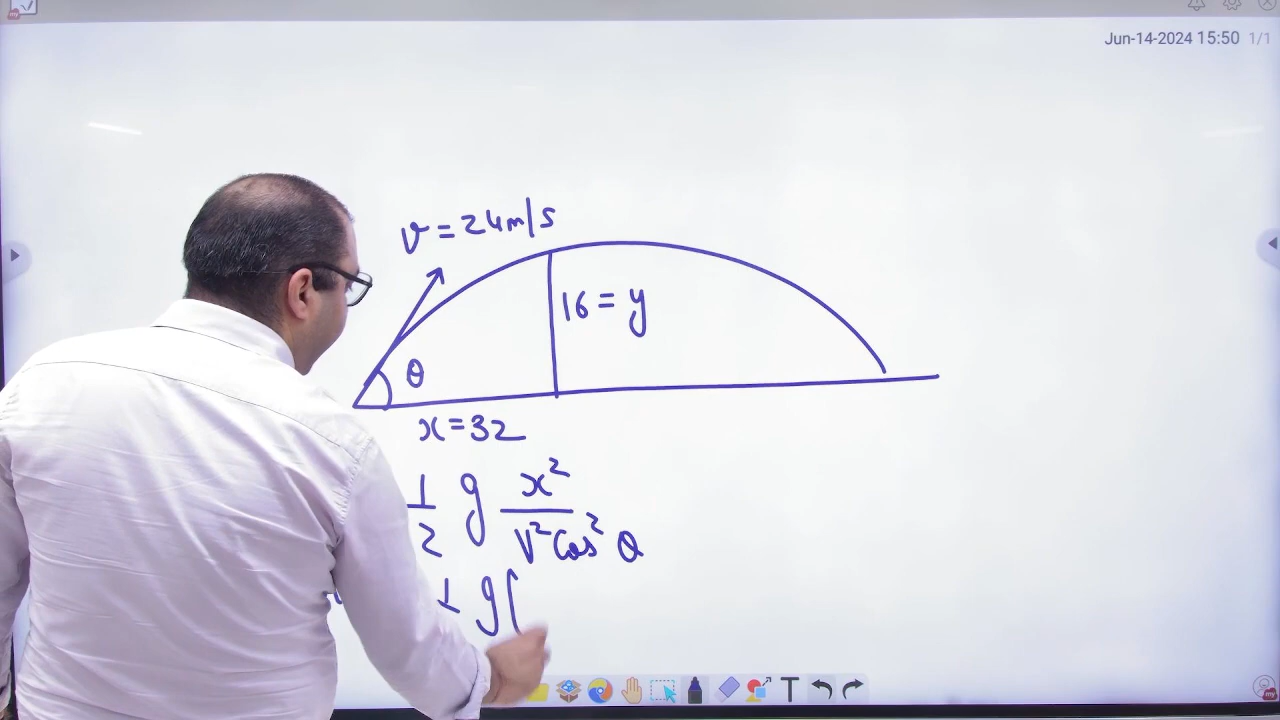 Jun-14-2024 15:50 1/1
v = 24m/s
16 = y
θ
x = 32
1/2 g x²/V²Cos²θ
1 g(
T